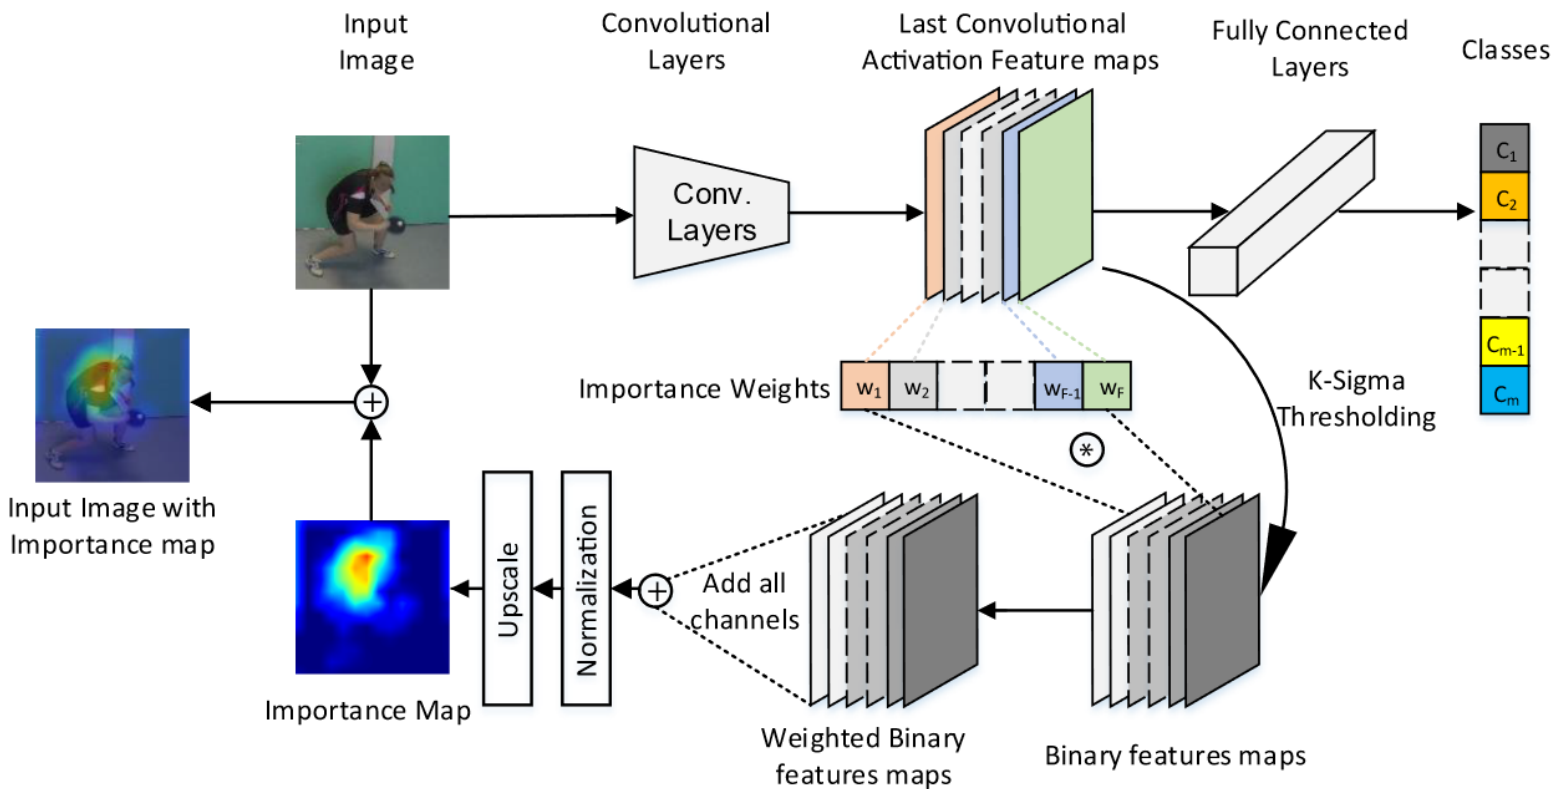 Input
Image
Convolutional
Layers
Last Convolutional
Activation Feature maps
Fully Connected
Layers
Classes
Conv.
Layers
C1
C2
Cm-1
Cm
Importance Weights
w1
w2
wF-1
wF
K-Sigma
Thresholding
Input Image with
Importance map
Importance Map
Upscale
Normalization
Add all
channels
Weighted Binary
features maps
Binary features maps